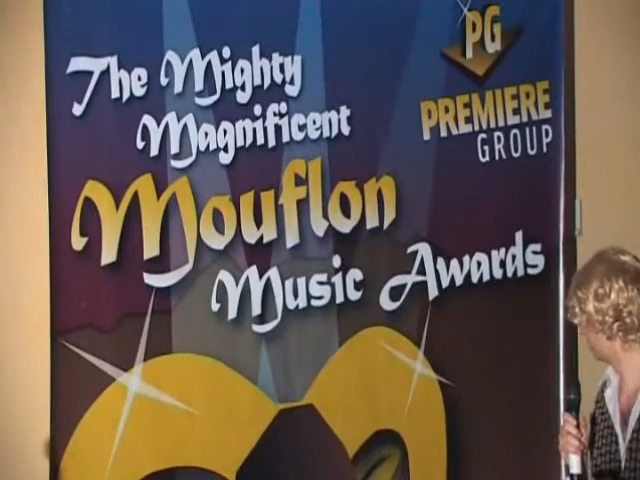 The Mighty
Magnificent
Mouflon
Music Awards
PG
PREMIERE
GROUP